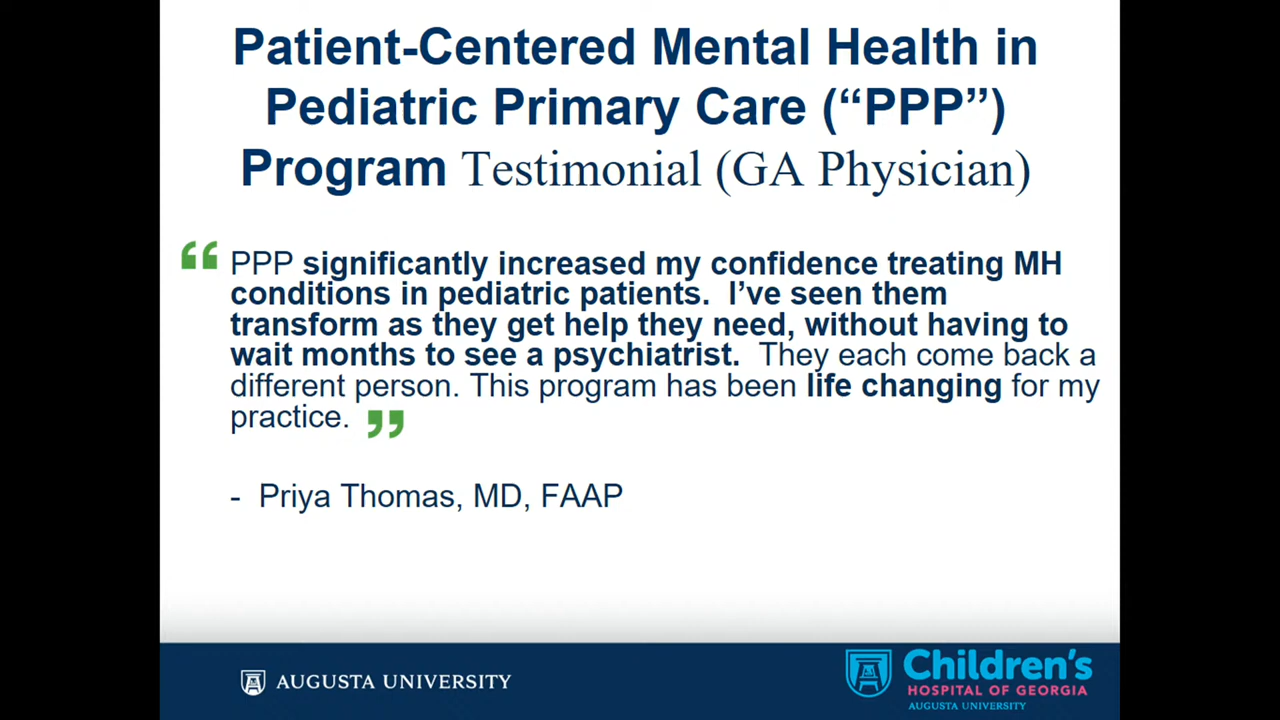 Patient-Centered Mental Health in
Pediatric Primary Care (“PPP”)
Program Testimonial (GA Physician)
“ PPP significantly increased my confidence treating MH
conditions in pediatric patients.  I’ve seen them
transform as they get help they need, without having to
wait months to see a psychiatrist.  They each come back a
different person. This program has been life changing for my
practice. ”
-  Priya Thomas, MD, FAAP
AUGUSTA UNIVERSITY
Children’s
HOSPITAL OF GEORGIA
AUGUSTA UNIVERSITY